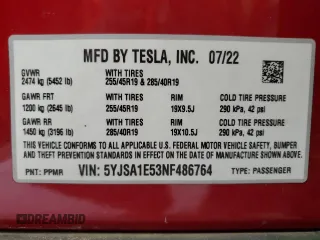 MFD BY TESLA, INC. 07/22
GVWR WITH TIRES
2474 kg (5452 lb) 255/45R19 & 285/40R19
GAWR FRT WITH TIRES RIM COLD TIRE PRESSURE
1200 kg (2645 lb) 255/45R19 19X9.5J 290 kPa, 42 psi
GAWR RR WITH TIRES RIM COLD TIRE PRESSURE
1450 kg (3196 lb) 285/40R19 19X10.5J 290 kPa, 42 psi
THIS VEHICLE CONFORMS TO ALL APPLICABLE U.S. FEDERAL MOTOR VEHICLE SAFETY, BUMPER AND
THEFT PREVENTION STANDARDS IN EFFECT ON THE DATE OF MANUFACTURE SHOWN ABOVE.
PNT: PPMR VIN: 5YJSA1E53NF486764 TYPE: PASSENGER
DREAMBID